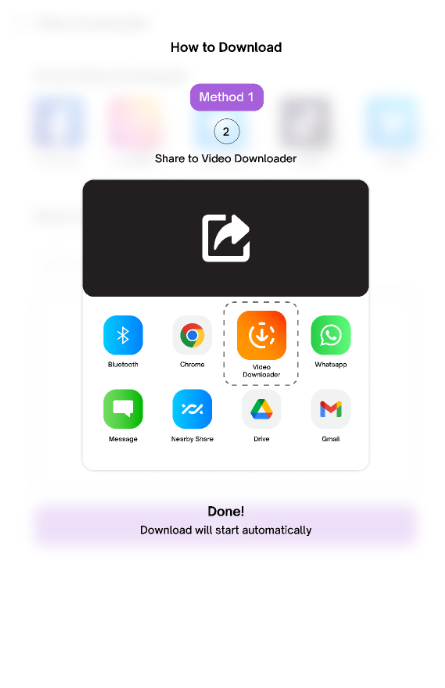 How to Download
Method 1
2
Share to Video Downloader
Bluetooth
Chrome
Video
Downloader
Whatsapp
Message
Nearby Share
Drive
Gmail
Done!
Download will start automatically